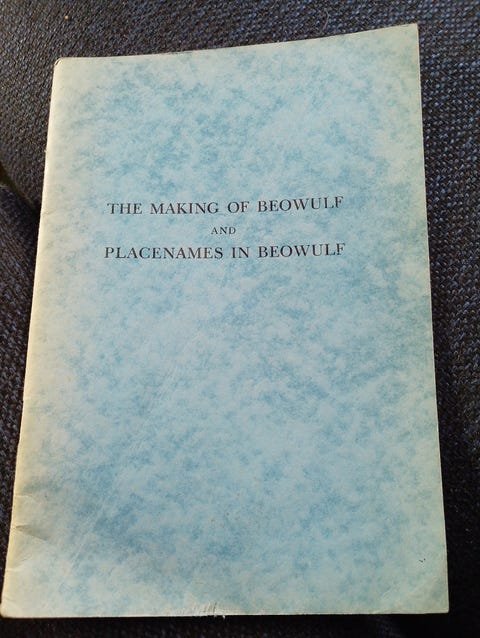 THE MAKING OF BEOWULF
AND
PLACENAMES IN BEOWULF